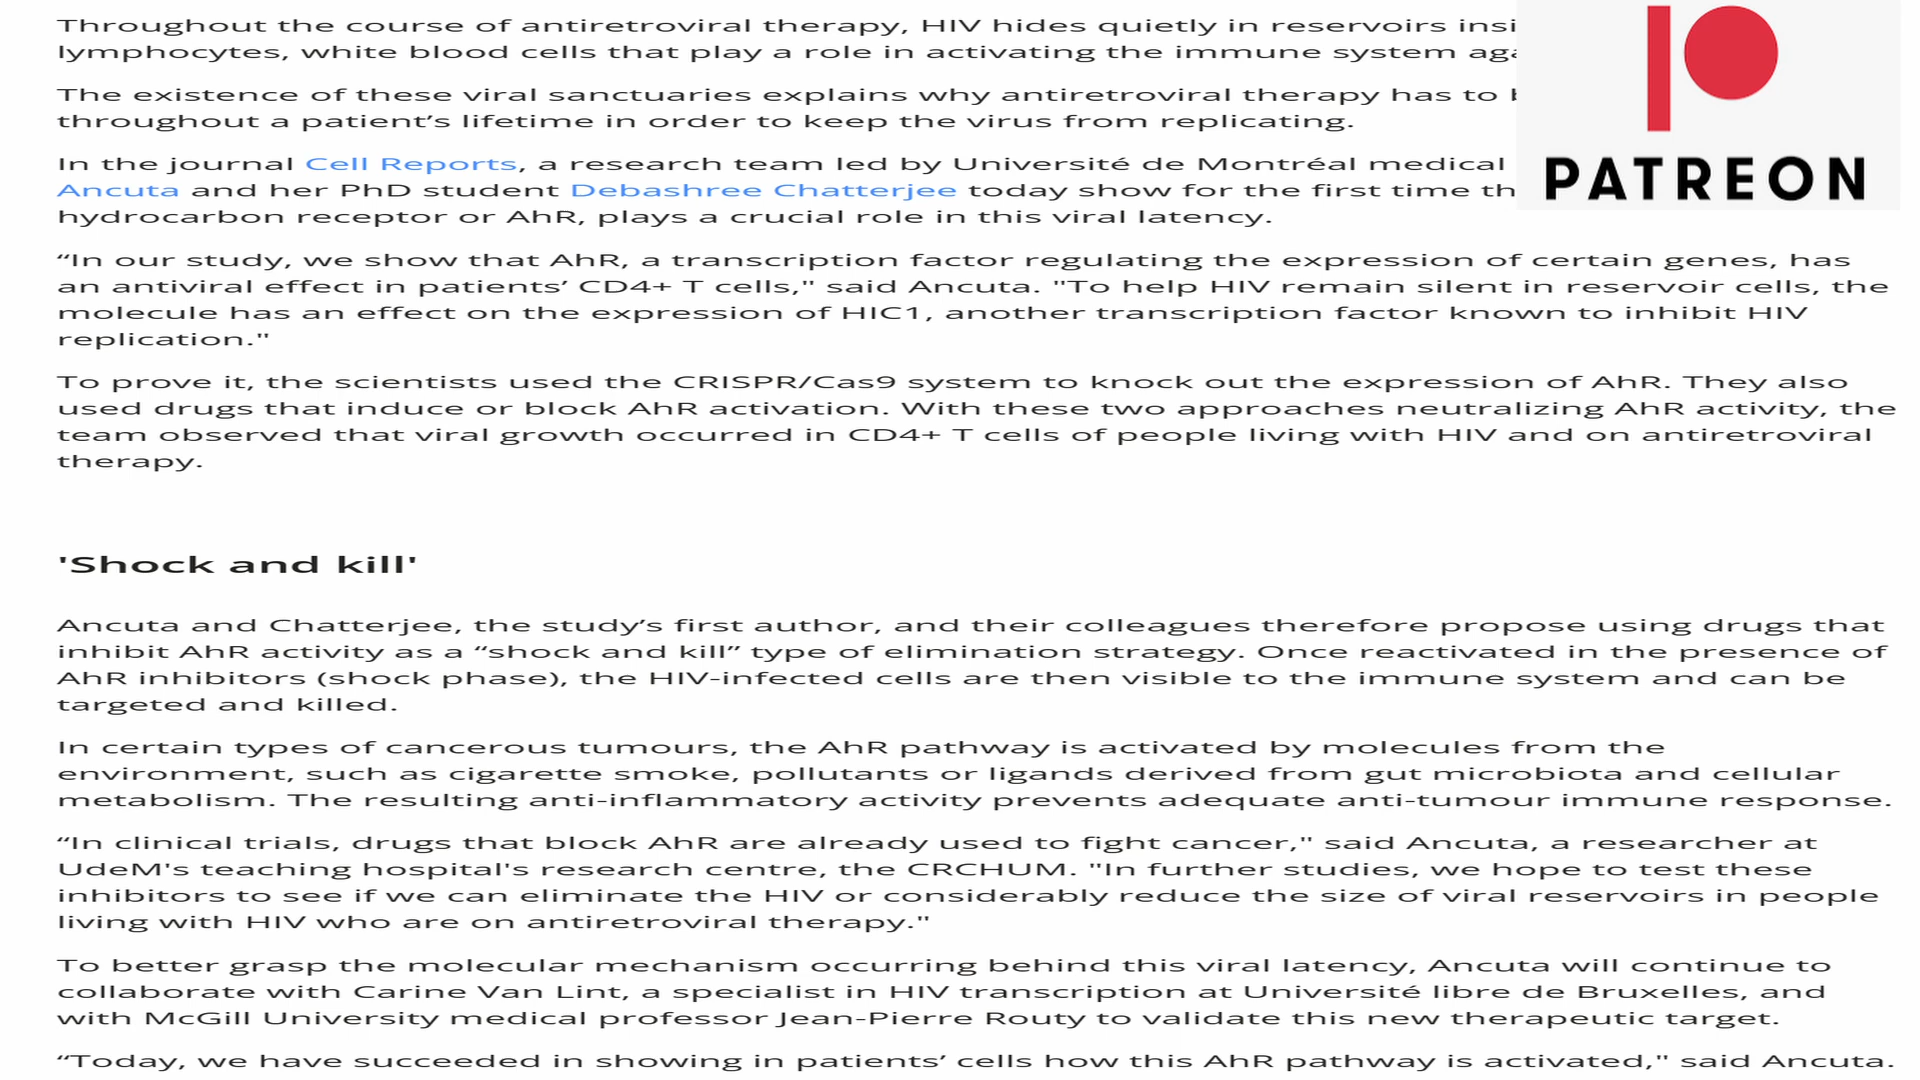 Throughout the course of antiretroviral therapy, HIV hides quietly in reservoirs
lymphocytes, white blood cells that play a role in activating the immune system
The existence of these viral sanctuaries explains why antiretroviral therapy has to
throughout a patient’s lifetime in order to keep the virus from replicating.
In the journal Cell Reports, a research team led by Université de Montréal medical
Ancuta and her PhD student Debashree Chatterjee today show for the first time
hydrocarbon receptor or AhR, plays a crucial role in this viral latency.
PATREON
“In our study, we show that AhR, a transcription factor regulating the expression of certain genes, has
an antiviral effect in patients’ CD4+ T cells," said Ancuta. "To help HIV remain silent in reservoir cells, the
molecule has an effect on the expression of HIC1, another transcription factor known to inhibit HIV
replication."
To prove it, the scientists used the CRISPR/Cas9 system to knock out the expression of AhR. They also
used drugs that induce or block AhR activation. With these two approaches neutralizing AhR activity, the
team observed that viral growth occurred in CD4+ T cells of people living with HIV and on antiretroviral
therapy.
'Shock and kill'
Ancuta and Chatterjee, the study’s first author, and their colleagues therefore propose using drugs that
inhibit AhR activity as a “shock and kill” type of elimination strategy. Once reactivated in the presence of
AhR inhibitors (shock phase), the HIV-infected cells are then visible to the immune system and can be
targeted and killed.
In certain types of cancerous tumours, the AhR pathway is activated by molecules from the
environment, such as cigarette smoke, pollutants or ligands derived from gut microbiota and cellular
metabolism. The resulting anti-inflammatory activity prevents adequate anti-tumour immune response.
“In clinical trials, drugs that block AhR are already used to fight cancer," said Ancuta, a researcher at
UdeM's teaching hospital's research centre, the CRCHUM. "In further studies, we hope to test these
inhibitors to see if we can eliminate the HIV or considerably reduce the size of viral reservoirs in people
living with HIV who are on antiretroviral therapy."
To better grasp the molecular mechanism occurring behind this viral latency, Ancuta will continue to
collaborate with Carine Van Lint, a specialist in HIV transcription at Université libre de Bruxelles, and
with McGill University medical professor Jean-Pierre Routy to validate this new therapeutic target.
“Today, we have succeeded in showing in patients’ cells how this AhR pathway is activated," said Ancuta.